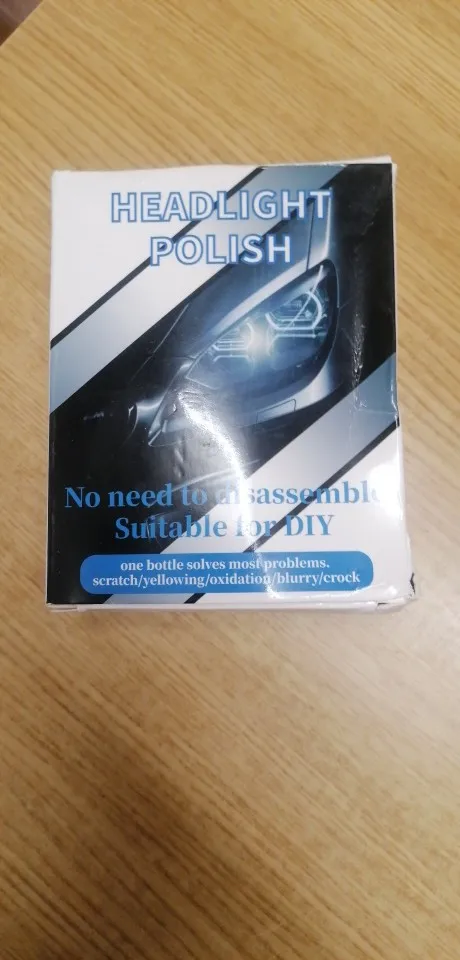 HEADLIGHT
POLISH
No need to disassemble
Suitable for DIY
one bottle solves most problems.
scratch/yellowing/oxidation/blurry/crock